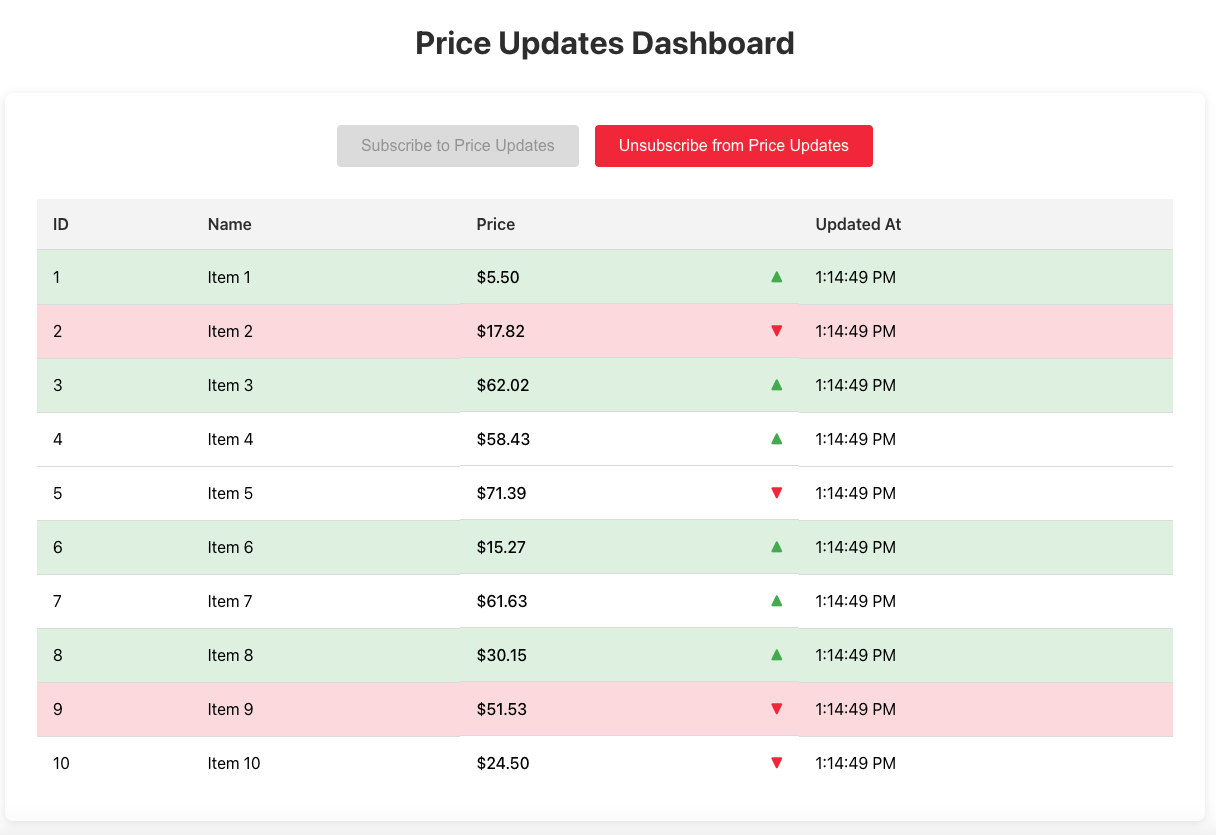 Price Updates Dashboard
Subscribe to Price Updates Unsubscribe from Price Updates
ID Name Price Updated At
1 Item 1 $5.50 ▲ 1:14:49 PM
2 Item 2 $17.82 ▼ 1:14:49 PM
3 Item 3 $62.02 ▲ 1:14:49 PM
4 Item 4 $58.43 ▲ 1:14:49 PM
5 Item 5 $71.39 ▼ 1:14:49 PM
6 Item 6 $15.27 ▲ 1:14:49 PM
7 Item 7 $61.63 ▲ 1:14:49 PM
8 Item 8 $30.15 ▲ 1:14:49 PM
9 Item 9 $51.53 ▼ 1:14:49 PM
10 Item 10 $24.50 ▼ 1:14:49 PM